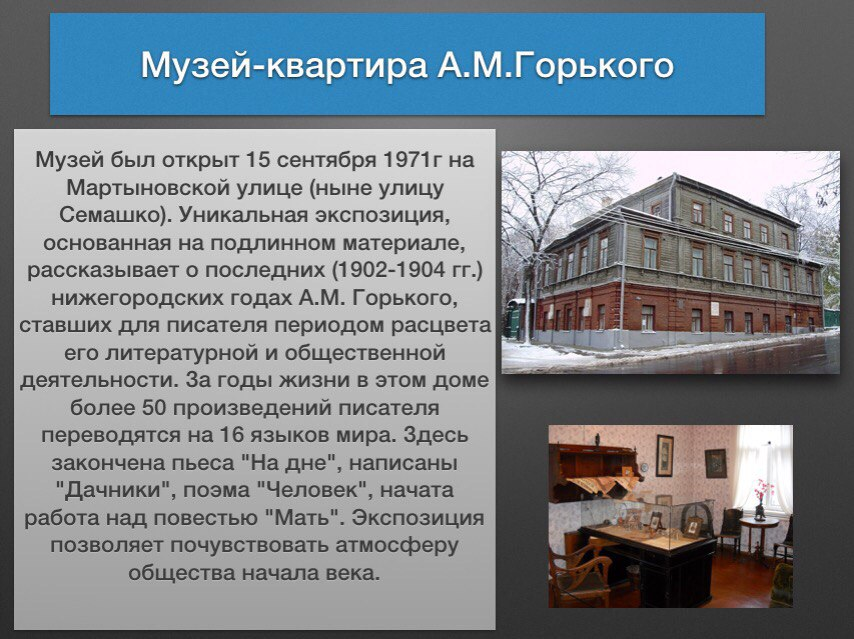 Музей-квартира А.М.Горького
Музей был открыт 15 сентября 1971г на
Мартыновской улице (ныне улицу
Семашко). Уникальная экспозиция,
основанная на подлинном материале,
рассказывает о последних (1902-1904 гг.)
нижегородских годах А.М. Горького,
ставших для писателя периодом расцвета
его литературной и общественной
деятельности. За годы жизни в этом доме
более 50 произведений писателя
переводятся на 16 языков мира. Здесь
закончена пьеса "На дне", написаны
"Дачники", поэма "Человек", начата
работа над повестью "Мать". Экспозиция
позволяет почувствовать атмосферу
общества начала века.